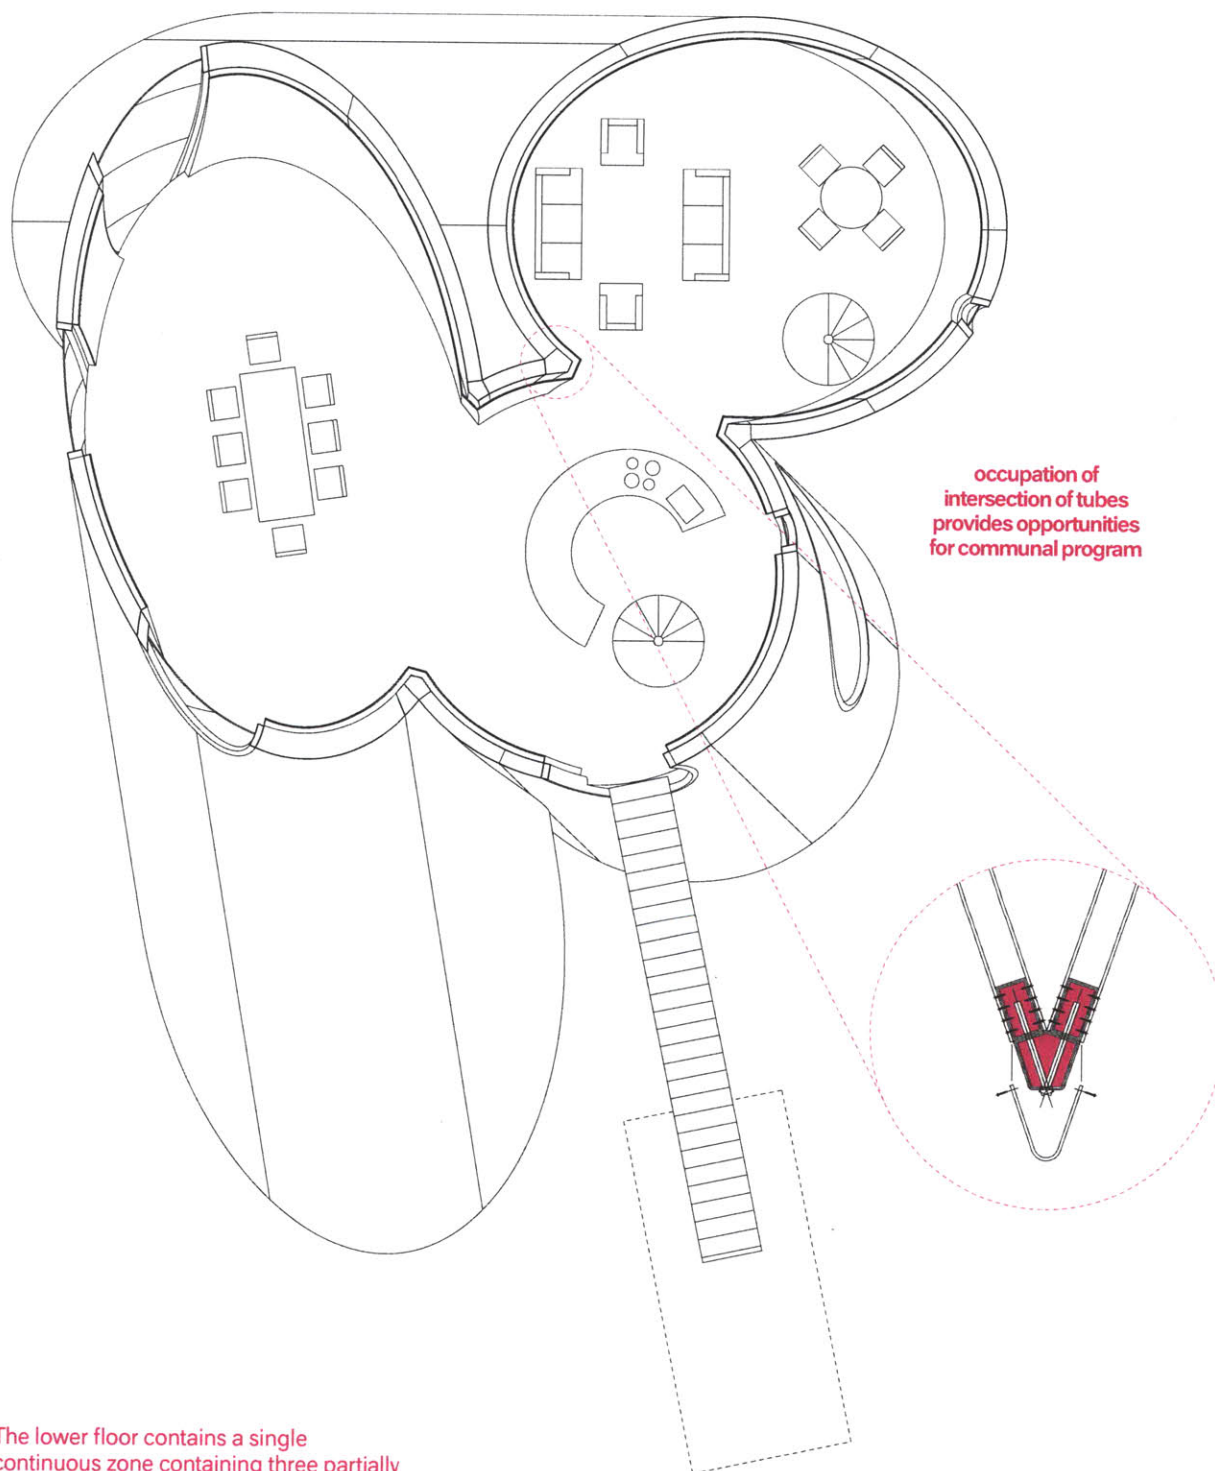 occupation of
intersection of tubes
provides opportunities
for communal program
The lower floor contains a single
continuous zone containing three partially